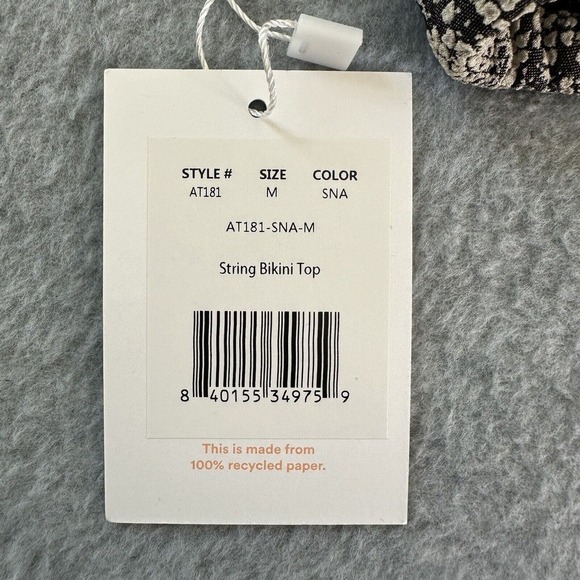 STYLE # SIZE COLOR
AT181 M SNA
AT181-SNA-M
String Bikini Top
8 40155 34975 9
This is made from
100% recycled paper.